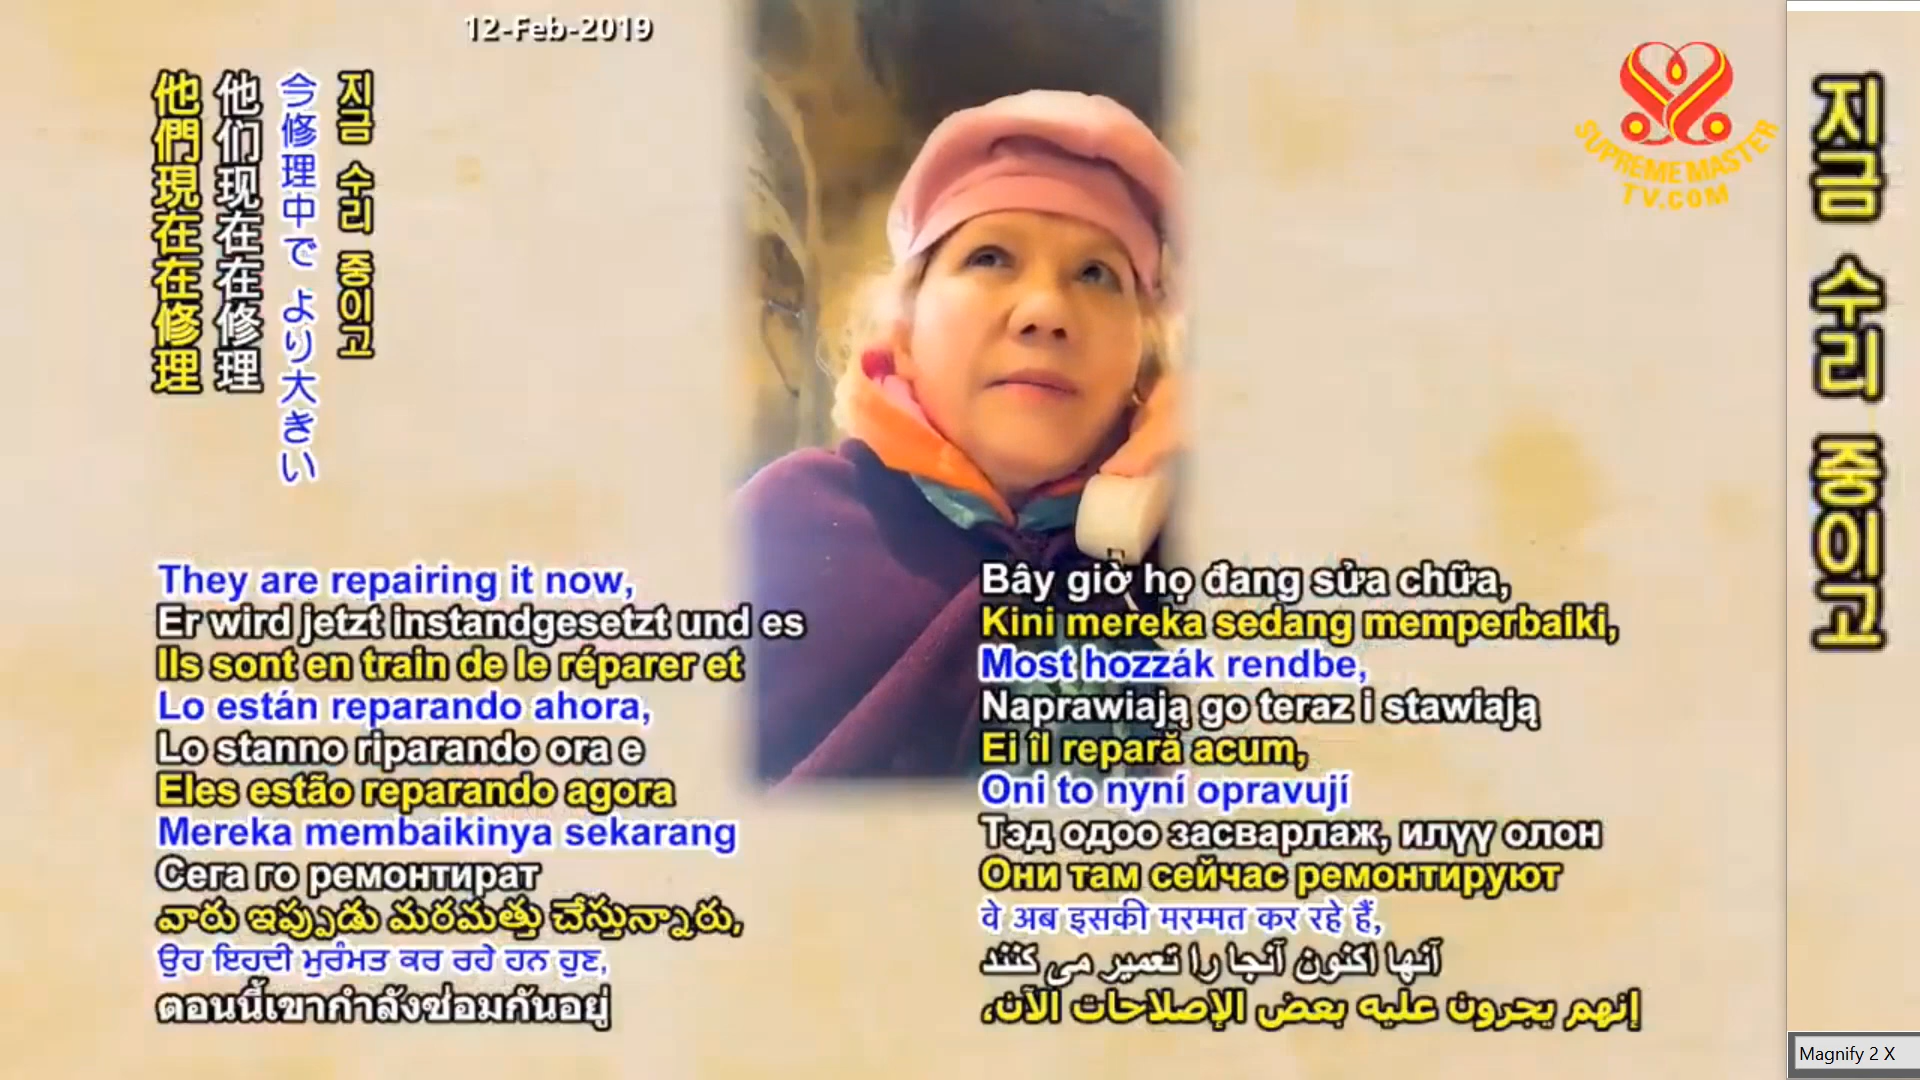 12-Feb-2019
SUPREME MASTER
TV.COM
他們現在在修理
他们现在在修理
今修理中で より大きい
지금 수리 중이고
They are repairing it now,
Er wird jetzt instandgesetzt und es
Ils sont en train de le réparer et
Lo están reparando ahora,
Lo stanno riparando ora e
Eles estão reparando agora
Mereka membaikinya sekarang
Сега го ремонтират
వారు ఇప్పుడు మరమత్తు చేస్తున్నారు,
ਉਹ ਇਹਦੀ ਮੁਰੰਮਤ ਕਰ ਰਹੇ ਹਨ ਹੁਣ,
ตอนนี้เขากำลังซ่อมกันอยู่
Bây giờ họ đang sửa chữa,
Kini mereka sedang memperbaiki,
Most hozzák rendbe,
Naprawiają go teraz i stawiają
Ei îl repară acum,
Oni to nyní opravují
Тэд одоо засварлаж, илүү олон
Они там сейчас ремонтируют
वे अब इसकी मरम्मत कर रहे हैं,
آنها اکنون آنجا را تعمیر می کنند
إنهم يجرون عليه بعض الإصلاحات الآن،
지금 수리 중이고
Magnify 2 X